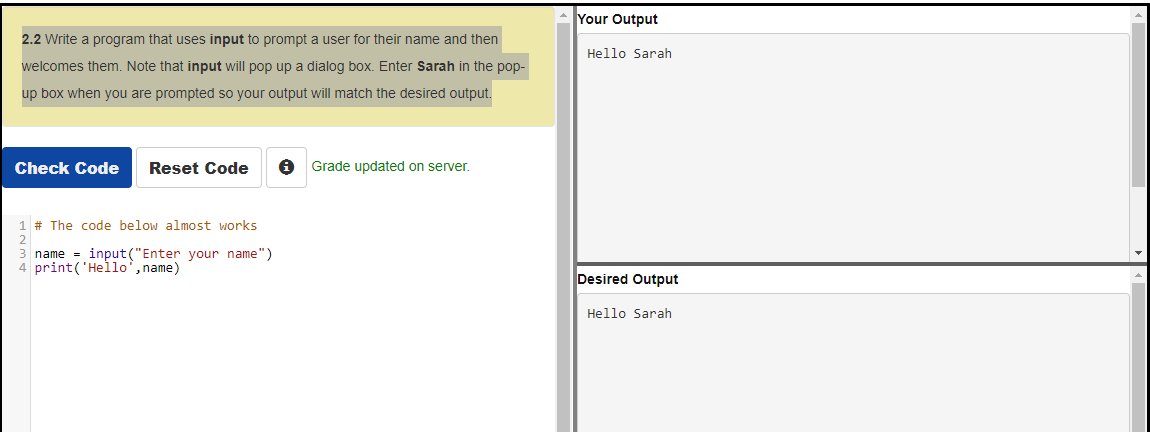 2.2 Write a program that uses input to prompt a user for their name and then
welcomes them. Note that input will pop up a dialog box. Enter Sarah in the pop-
up box when you are prompted so your output will match the desired output.
Check Code
Reset Code
Grade updated on server.
1 # The code below almost works
2
3 name = input("Enter your name")
4 print('Hello',name)
Your Output
Hello Sarah
Desired Output
Hello Sarah